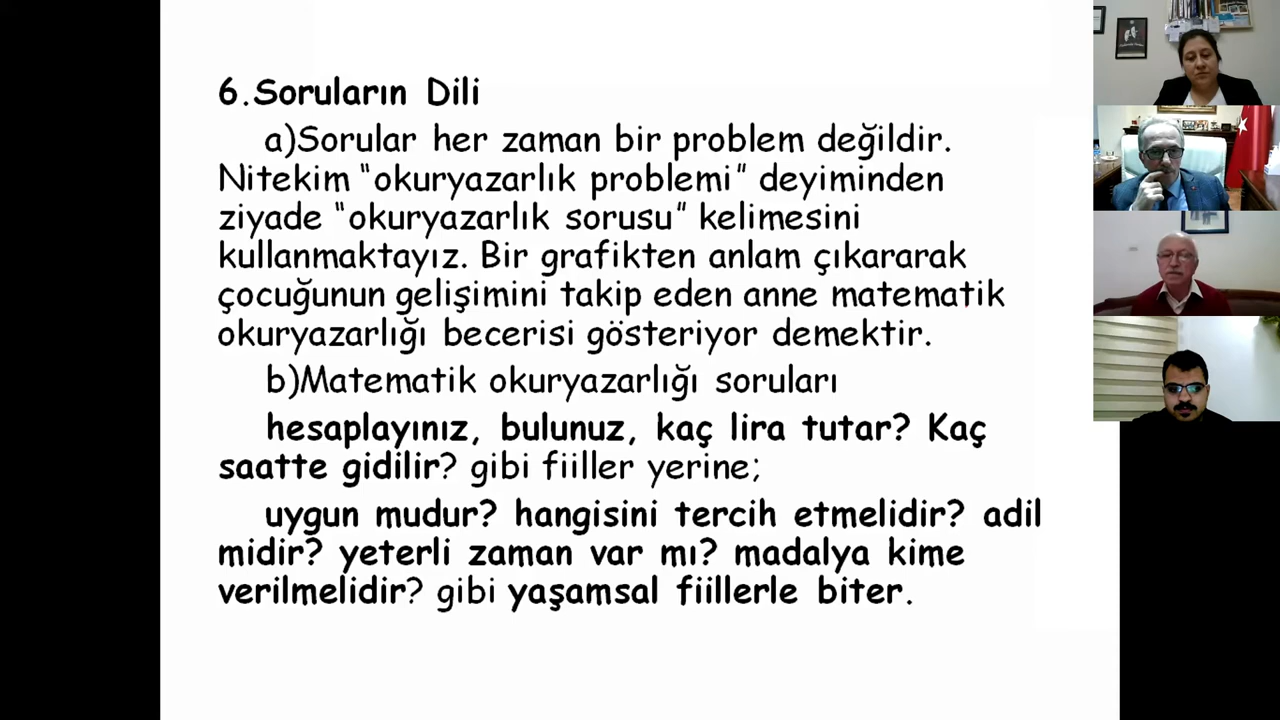 6.Soruların Dili
a)Sorular her zaman bir problem değildir.
Nitekim “okuryazarlık problemi” deyiminden
ziyade “okuryazarlık sorusu” kelimesini
kullanmaktayız. Bir grafikten anlam çıkararak
çocuğunun gelişimini takip eden anne matematik
okuryazarlığı becerisi gösteriyor demektir.
b)Matematik okuryazarlığı soruları
hesaplayınız, bulunuz, kaç lira tutar? Kaç
saatte gidilir? gibi fiiller yerine;
uygun mudur? hangisini tercih etmelidir? adil
midir? yeterli zaman var mı? madalya kime
verilmelidir? gibi yaşamsal fiillerle biter.